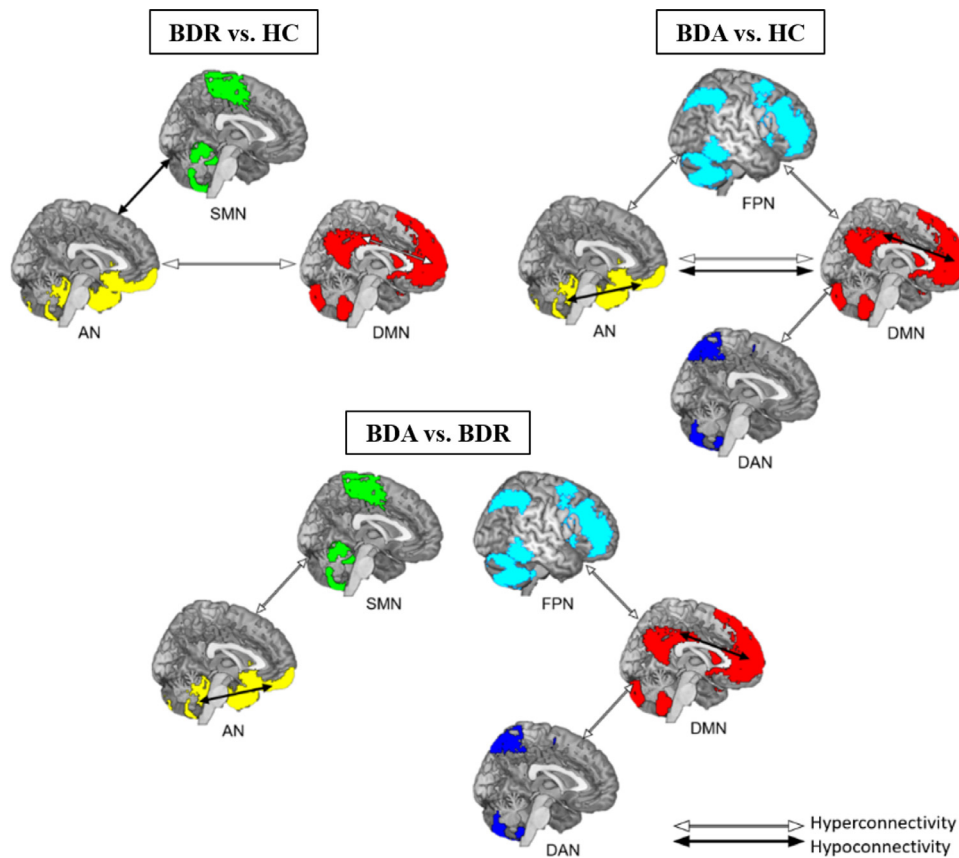 BDR vs. HC
SMN
AN
DMN
BDA vs. HC
FPN
AN
DMN
DAN
BDA vs. BDR
SMN
FPN
AN
DMN
DAN
Hyperconnectivity
Hypoconnectivity